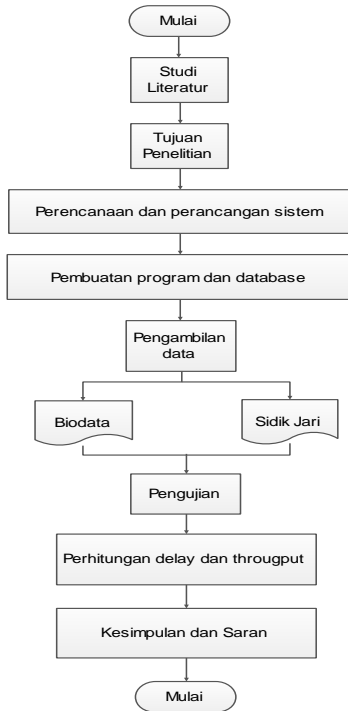 Mulai
Studi
Literatur
Tujuan
Penelitian
Perencanaan dan perancangan sistem
Pembuatan program dan database
Pengambilan
data
Biodata
Sidik Jari
Pengujian
Perhitungan delay dan througput
Kesimpulan dan Saran
Mulai